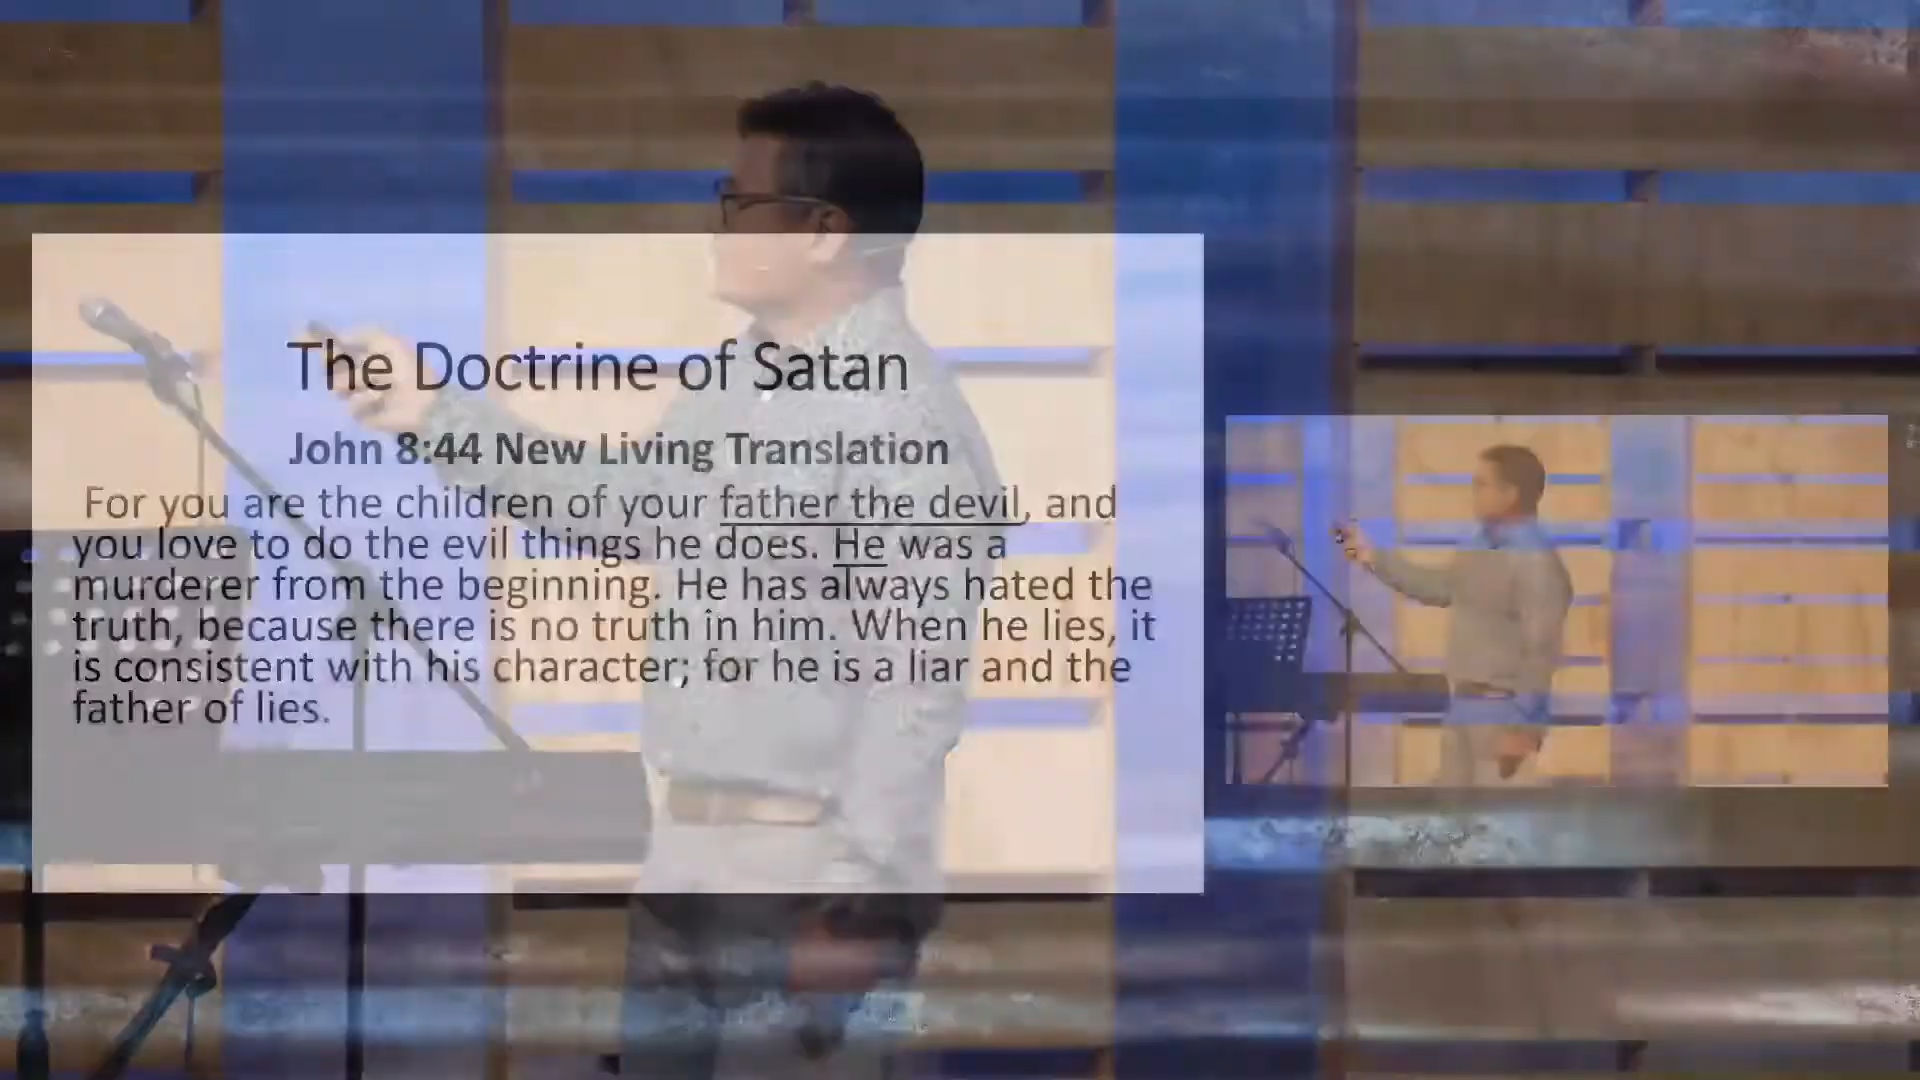 The Doctrine of Satan
John 8:44 New Living Translation
For you are the children of your father the devil, and
you love to do the evil things he does. He was a
murderer from the beginning. He has always hated the
truth, because there is no truth in him. When he lies, it
is consistent with his character; for he is a liar and the
father of lies.